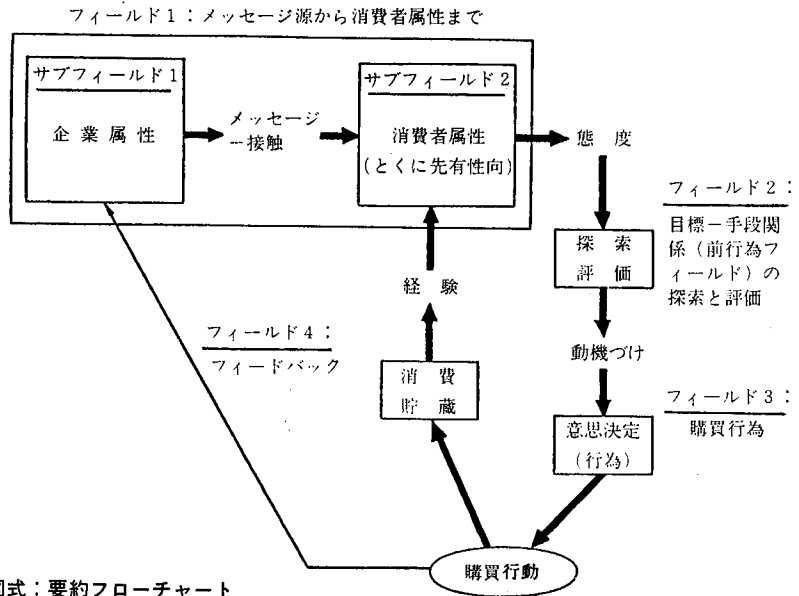 フィールド1：メッセージ源から消費者属性まで
サブフィールド1
企業属性
メッセージ
－接触
サブフィールド2
消費者属性
(とくに先有性向)
態度
フィールド2：
目標－手段関
係（前行為フ
ィールド）の
探索と評価
探索
評価
経験
動機づけ
フィールド4：
フィードバック
消費
貯蔵
フィールド3：
購買行為
意思決定
(行為)
購買行動
式：要約フローチャート